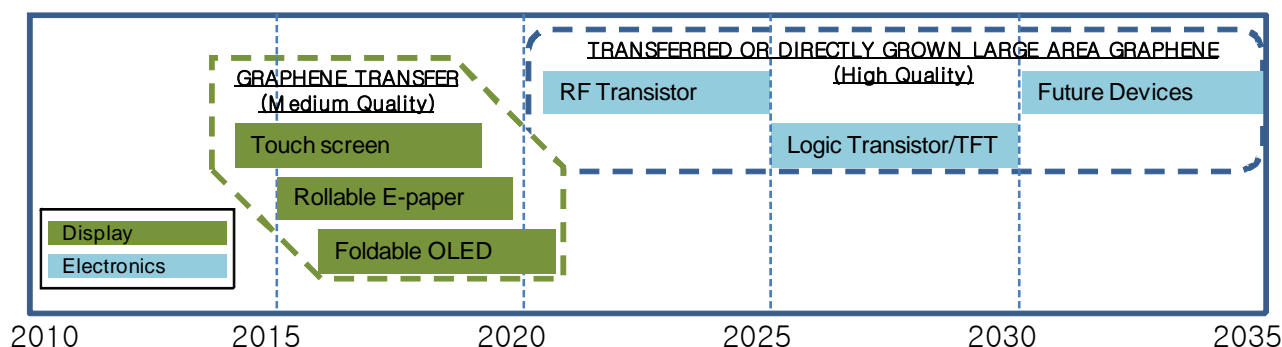 TRANSFERRED OR DIRECTLY GROWN LARGE AREA GRAPHENE
(High Quality)
GRAPHENE TRANSFER
(Medium Quality)
RF Transistor
Future Devices
Touch screen
Logic Transistor/TFT
Rollable E-paper
Foldable OLED
Display
Electronics
2010 2015 2020 2025 2030 2035